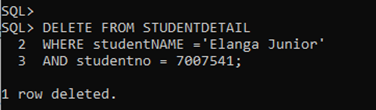 SQL>
SQL> DELETE FROM STUDENTDETAIL
  2  WHERE studentNAME ='Elanga Junior'
  3  AND studentno = 7007541;
1 row deleted.